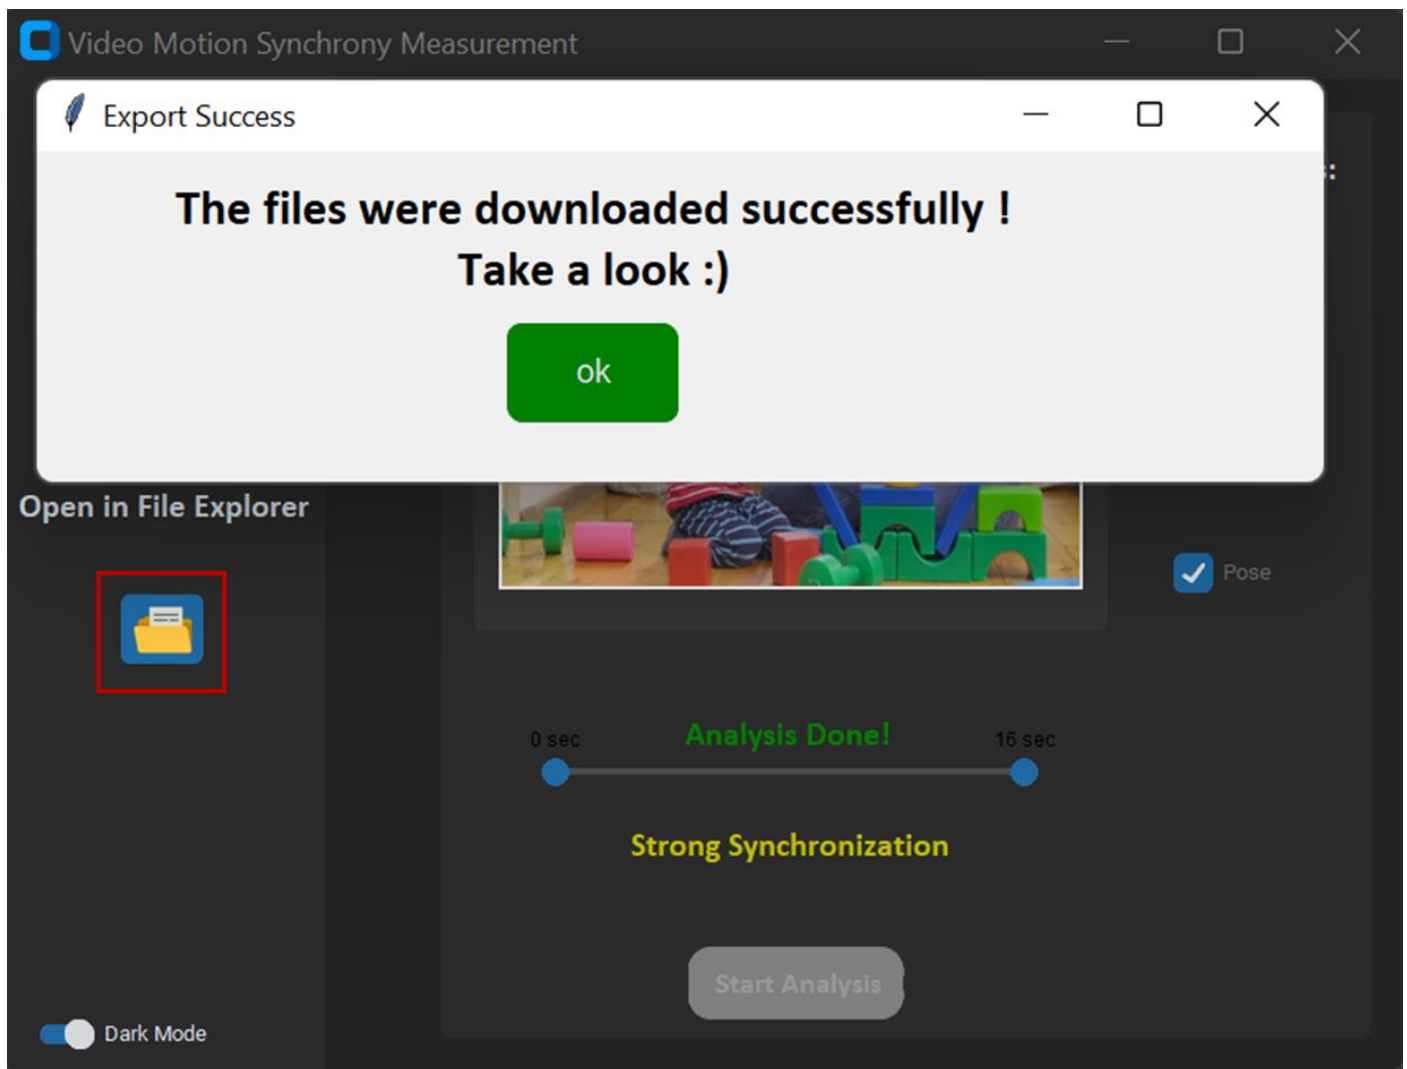 Video Motion Synchrony Measurement
Export Success
The files were downloaded successfully !
Take a look :)
ok
Open in File Explorer
Pose
0 sec
Analysis Done!
16 sec
Strong Synchronization
Start Analysis
Dark Mode